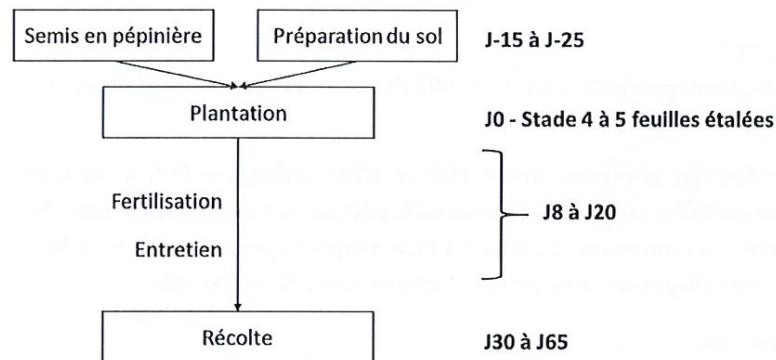 Semis en pépinière
Préparation du sol
J-15 à J-25
Plantation
J0 - Stade 4 à 5 feuilles étalées
Fertilisation
J8 à J20
Entretien
Récolte
J30 à J65